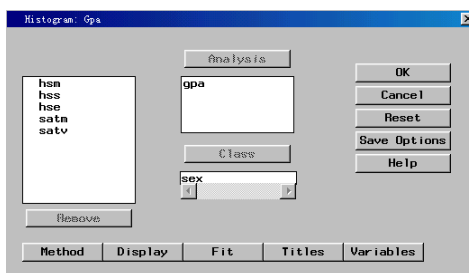 Histogram: Gpa
Analysis
hsm
hss
hse
satm
satv
gpa
Class
sex
Remove
OK
Cancel
Reset
Save Options
Help
Method Display Fit Titles Variables